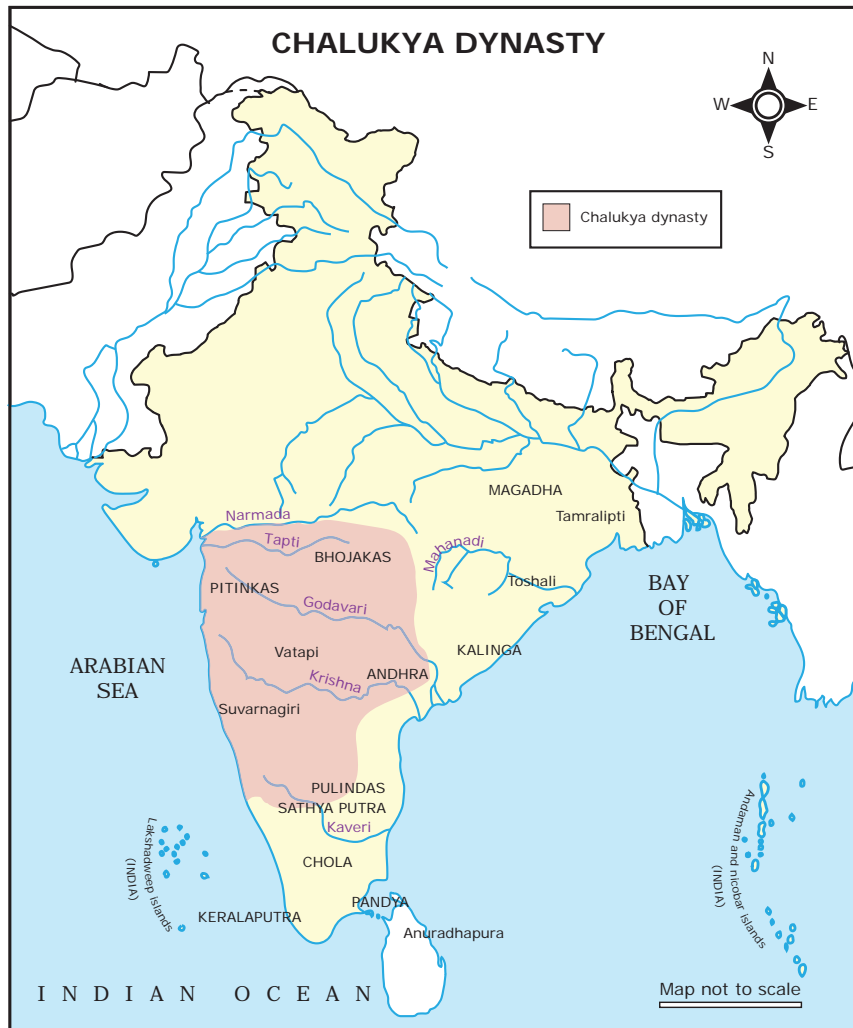 CHALUKYA DYNASTY
N
W
E
S
Chalukya dynasty
MAGADHA
Tamralipti
Narmada
Tapti
BHOJAKAS
Mahanadi
Toshali
PITINKAS
Godavari
BAY
OF
BENGAL
Vatapi
KALINGA
ARABIAN
SEA
ANDHRA
Krishna
Suvarnagiri
PULINDAS
SATHYA PUTRA
Kaveri
Lakshadweep islands
(INDIA)
Andaman and nicobar islands
(INDIA)
CHOLA
PANDYA
KERALAPUTRA
Anuradhapura
INDIAN OCEAN
Map not to scale